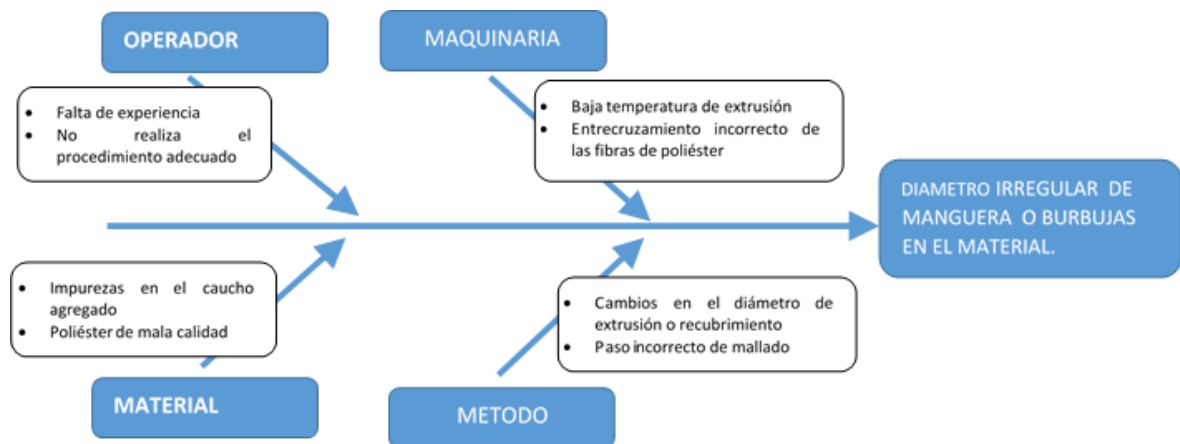 OPERADOR
MAQUINARIA
• Falta de experiencia
• No realiza el
procedimiento adecuado
• Baja temperatura de extrusión
• Entrecruzamiento incorrecto de
las fibras de poliéster
DIAMETRO IRREGULAR DE
MANGUERA O BURBUJAS
EN EL MATERIAL.
• Impurezas en el caucho
agregado
• Poliéster de mala calidad
• Cambios en el diámetro de
extrusión o recubrimiento
• Paso incorrecto de mallado
MATERIAL
METODO